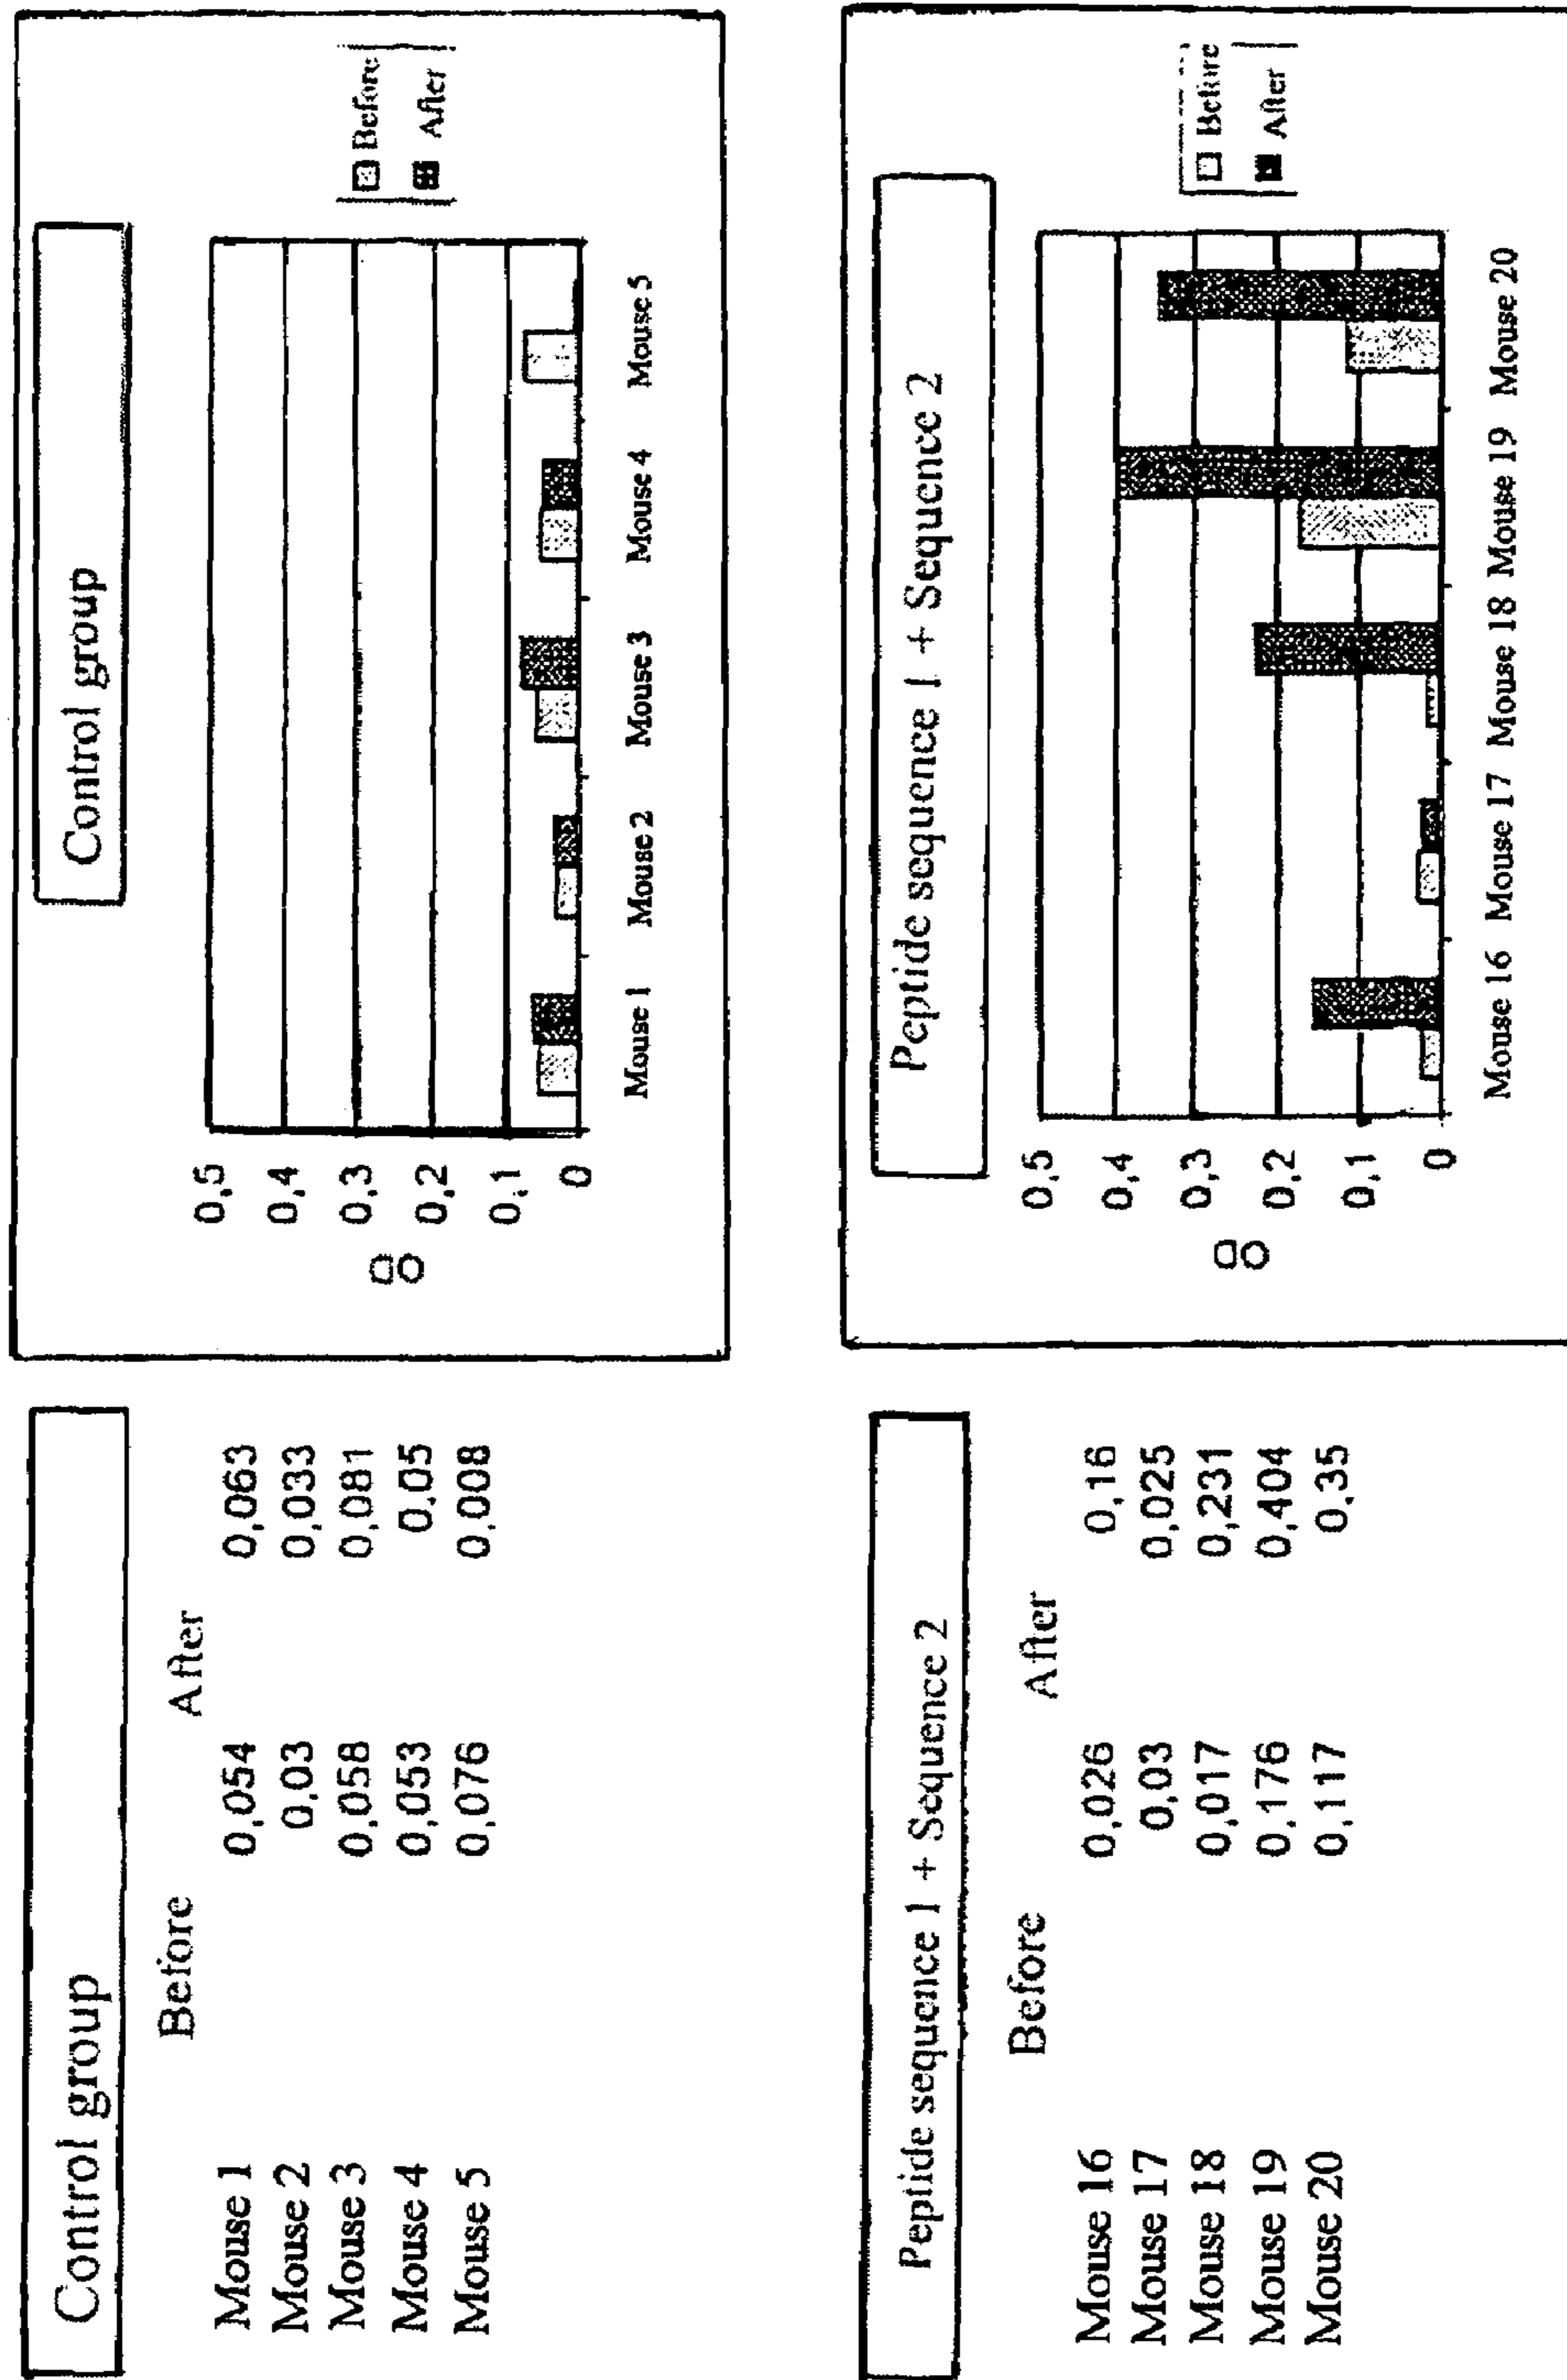 Control group
Before After
Mouse 1 0,054 0,063
Mouse 2 0,03 0,033
Mouse 3 0,058 0,081
Mouse 4 0,053 0,05
Mouse 5 0,076 0,008
Control group
0,5
0,4
0,3
0,2
0,1
0
OD
Mouse 1 Mouse 2 Mouse 3 Mouse 4 Mouse 5
Before
After
Peptide sequence 1 + Sequence 2
Before After
Mouse 16 0,026 0,16
Mouse 17 0,03 0,025
Mouse 18 0,017 0,231
Mouse 19 0,176 0,404
Mouse 20 0,117 0,35
Peptide sequence 1 + Sequence 2
0,5
0,4
0,3
0,2
0,1
0
OD
Mouse 16 Mouse 17 Mouse 18 Mouse 19 Mouse 20
Before
After